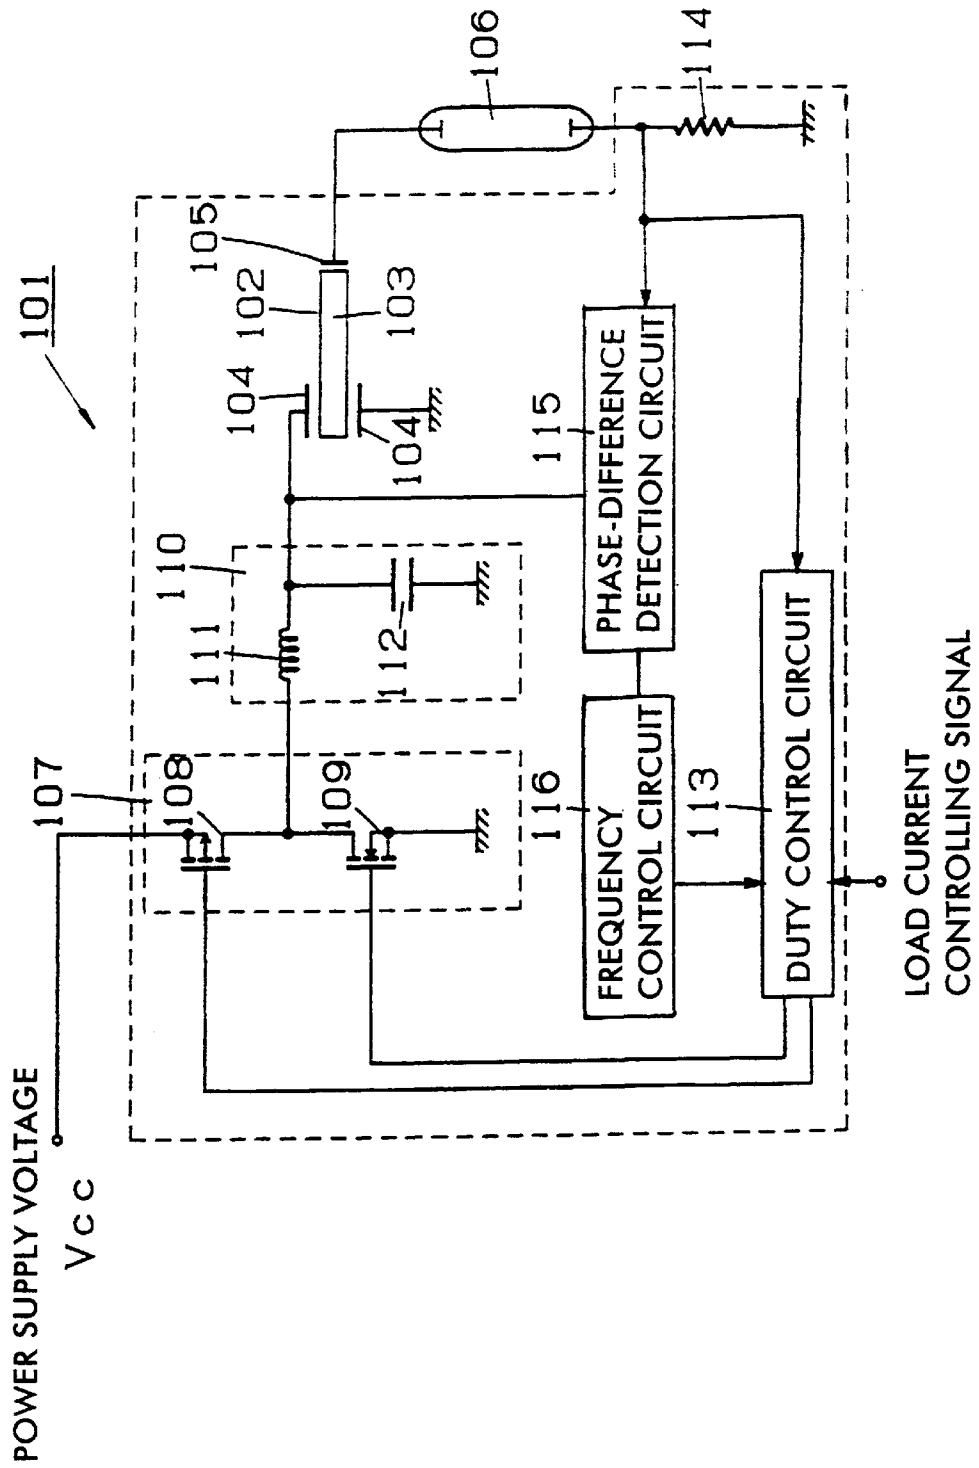 101
POWER SUPPLY VOLTAGE
Vcc
107
108
109
110
111
112
104
104
102
103
105
106
114
115
PHASE-DIFFERENCE
DETECTION CIRCUIT
116
FREQUENCY
CONTROL CIRCUIT
113
DUTY CONTROL CIRCUIT
LOAD CURRENT
CONTROLLING SIGNAL